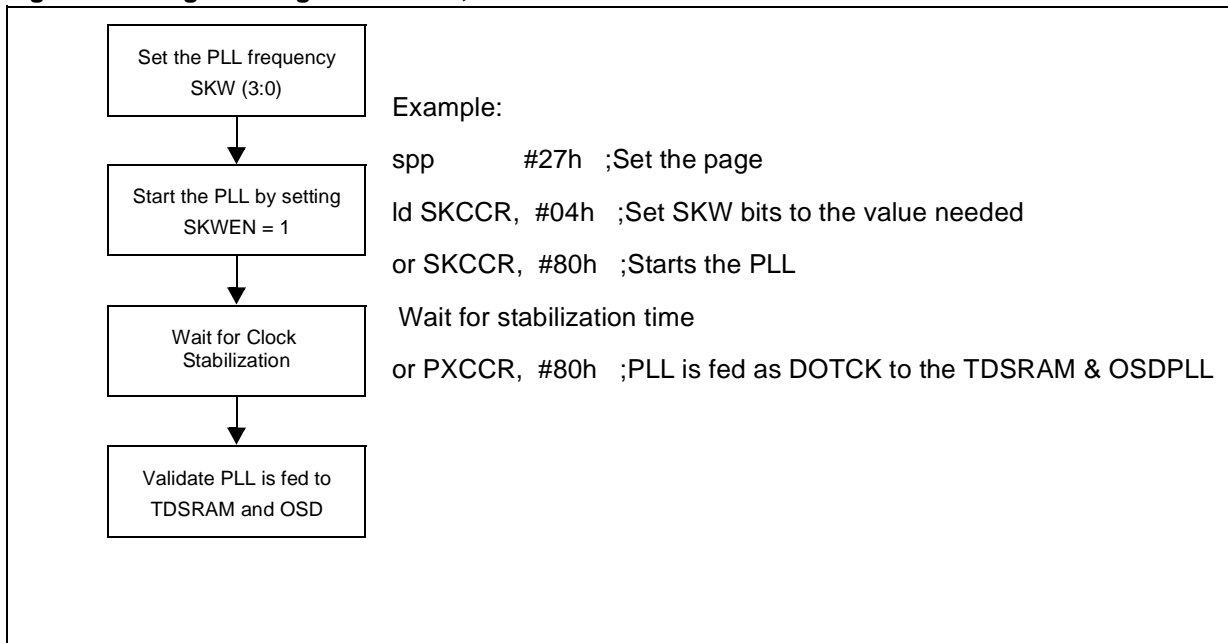 Set the PLL frequency
SKW (3:0)
Start the PLL by setting
SKWEN = 1
Wait for Clock
Stabilization
Validate PLL is fed to
TDSRAM and OSD
Example:
spp #27h ;Set the page
ld SKCCR, #04h ;Set SKW bits to the value needed
or SKCCR, #80h ;Starts the PLL
Wait for stabilization time
or PXCCR, #80h ;PLL is fed as DOTCK to the TDSRAM & OSDPLL